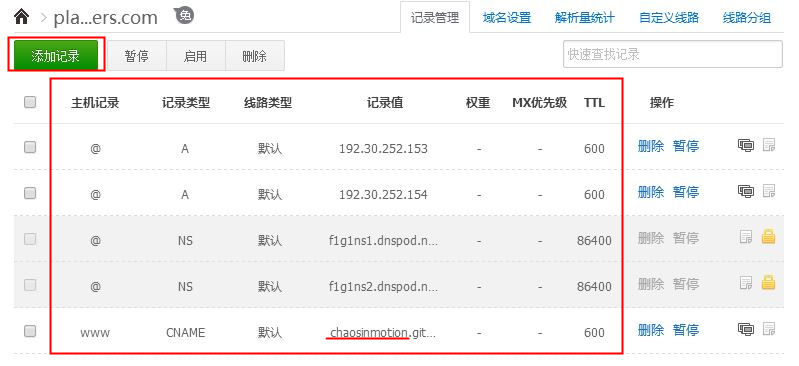 pla...ers.com 免
记录管理 域名设置 解析量统计 自定义线路 线路分组
添加记录 暂停 启用 删除 快速查找记录
主机记录 记录类型 线路类型 记录值 权重 MX优先级 TTL 操作
@ A 默认 192.30.252.153 - - 600 删除 暂停
@ A 默认 192.30.252.154 - - 600 删除 暂停
@ NS 默认 f1g1ns1.dnspod.n... - - 86400 删除 暂停
@ NS 默认 f1g1ns2.dnspod.n... - - 86400 删除 暂停
www CNAME 默认 chaosinmotion.git... - - 600 删除 暂停